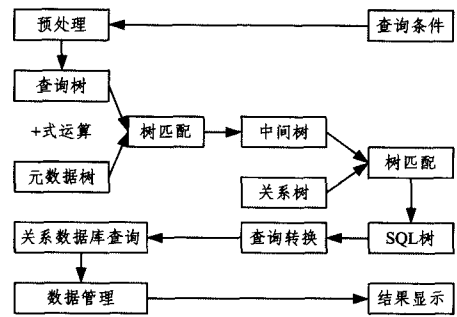 预处理
查询条件
查询树
+式运算
树匹配
中间树
树匹配
元数据树
关系树
关系数据库查询
查询转换
SQL树
数据管理
结果显示